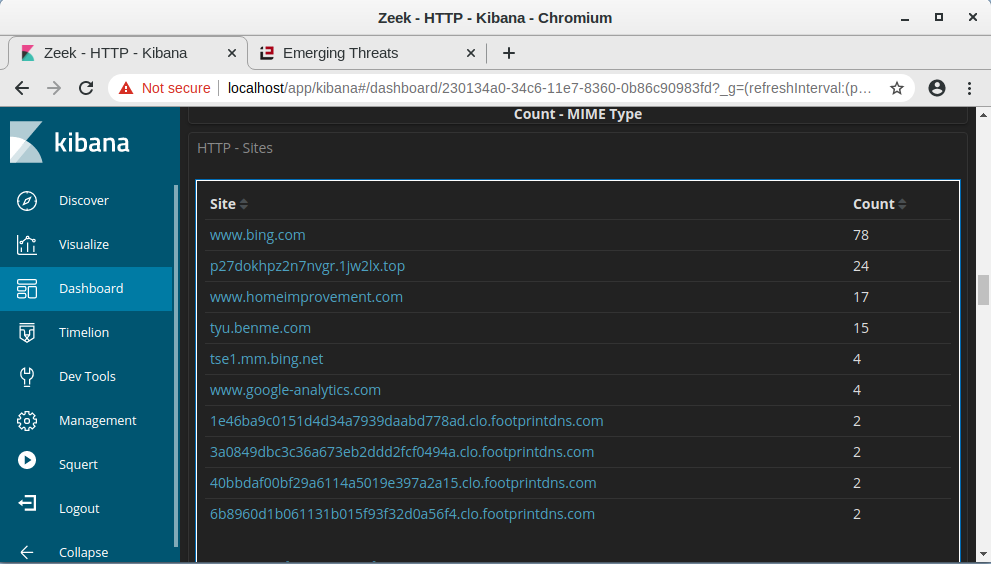 Zeek - HTTP - Kibana - Chromium
Zeek - HTTP - Kibana
Emerging Threats
Not secure
localhost/app/kibana#/dashboard/230134a0-34c6-11e7-8360-0b86c90983fd?_g=(refreshInterval:(p...
kibana
Discover
Visualize
Dashboard
Timelion
Dev Tools
Management
Squert
Logout
Collapse
Count - MIME Type
HTTP - Sites
Site Count
www.bing.com 78
p27dokhpz2n7nvgr.1jw2lx.top 24
www.homeimprovement.com 17
tyu.benme.com 15
tse1.mm.bing.net 4
www.google-analytics.com 4
1e46ba9c0151d4d34a7939daabd778ad.clo.footprintdns.com 2
3a0849dbc3c36a673eb2ddd2fcf0494a.clo.footprintdns.com 2
40bbdaf00bf29a6114a5019e397a2a15.clo.footprintdns.com 2
6b8960d1b061131b015f93f32d0a56f4.clo.footprintdns.com 2